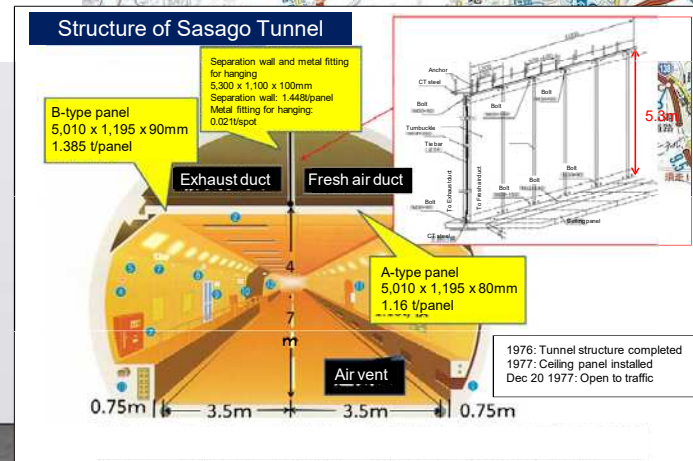 Structure of Sasago Tunnel
Separation wall and metal fitting
for hanging
5,300 x 1,100 x 100mm
Separation wall: 1.448t/panel
Metal fitting for hanging:
0.021t/spot
B-type panel
5,010 x 1,195 x 90mm
1.385 t/panel
Exhaust duct
Fresh air duct
Anchor
CT steel
Bolt
Bolt
Bolt
Turnbuckle
Tie bar
Bolt
Bolt
Bolt
Bolt
Bolt
To Exhaust duct
To Fresh air duct
Ceiling panel
CT steel
5.3m
A-type panel
5,010 x 1,195 x 80mm
1.16 t/panel
4
7
m
Air vent
1976: Tunnel structure completed
1977: Ceiling panel installed
Dec 20 1977: Open to traffic
0.75m
3.5m
3.5m
0.75m